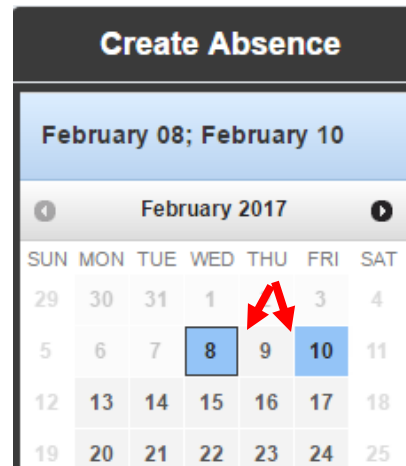 Create Absence
February 08; February 10
February 2017
SUN MON TUE WED THU FRI SAT
29 30 31 1 2 3 4
5 6 7 8 9 10 11
12 13 14 15 16 17 18
19 20 21 22 23 24 25